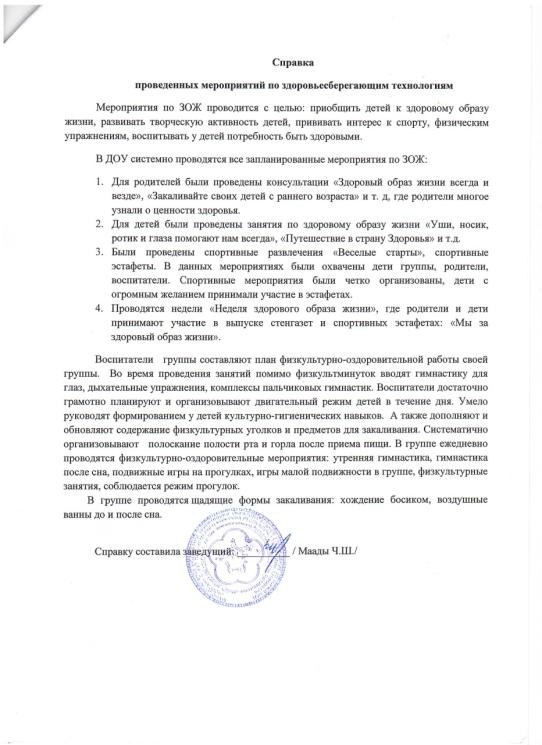 Справка
проведенных мероприятий по здоровьесберегающим технологиям
Мероприятия по ЗОЖ проводится с целью: приобщить детей к здоровому образу
жизни, развивать творческую активность детей, прививать интерес к спорту, физическим
упражнениям, воспитывать у детей потребность быть здоровыми.
В ДОУ системно проводятся все запланированные мероприятия по ЗОЖ:
1. Для родителей были проведены консультации «Здоровый образ жизни всегда и
везде», «Закаливайте своих детей с раннего возраста» и т. д, где родители многое
узнали о ценности здоровья.
2. Для детей были проведены занятия по здоровому образу жизни «Уши, носик,
ротик и глаза помогают нам всегда», «Путешествие в страну Здоровья» и т.д.
3. Были проведены спортивные развлечения «Веселые старты», спортивные
эстафеты. В данных мероприятиях были охвачены дети группы, родители,
воспитатели. Спортивные мероприятия были четко организованы, дети с
огромным желанием принимали участие в эстафетах.
4. Проводятся недели «Неделя здорового образа жизни», где родители и дети
принимают участие в выпуске стенгазет и спортивных эстафетах: «Мы за
здоровый образ жизни».
Воспитатели группы составляют план физкультурно-оздоровительной работы своей
группы. Во время проведения занятий помимо физкультминуток вводят гимнастику для
глаз, дыхательные упражнения, комплексы пальчиковых гимнастик. Воспитатели достаточно
грамотно планируют и организовывают двигательный режим детей в течение дня. Умело
руководят формированием у детей культурно-гигиенических навыков. А также дополняют и
обновляют содержание физкультурных уголков и предметов для закаливания. Систематично
организовывают полоскание полости рта и горла после приема пищи. В группе ежедневно
проводятся физкультурно-оздоровительные мероприятия: утренняя гимнастика, гимнастика
после сна, подвижные игры на прогулках, игры малой подвижности в группе, физкультурные
занятия, соблюдается режим прогулок.
В группе проводятся щадящие формы закаливания: хождение босиком, воздушные
ванны до и после сна.
Справку составила заведущий: / Маады Ч.Ш./